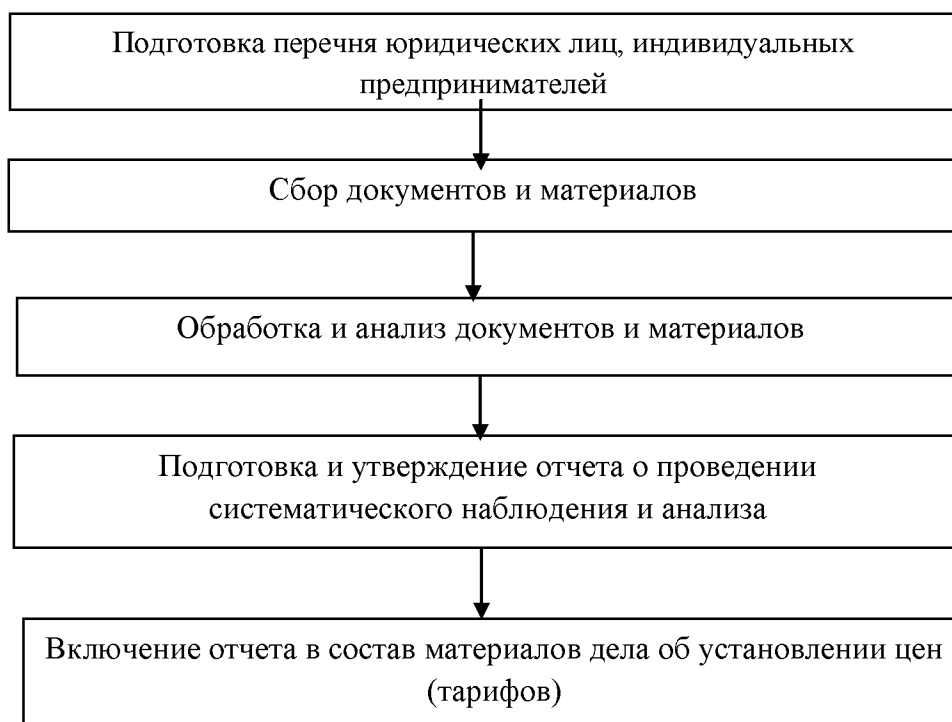 Подготовка перечня юридических лиц, индивидуальных
предпринимателей
Сбор документов и материалов
Обработка и анализ документов и материалов
Подготовка и утверждение отчета о проведении
систематического наблюдения и анализа
Включение отчета в состав материалов дела об установлении цен
(тарифов)